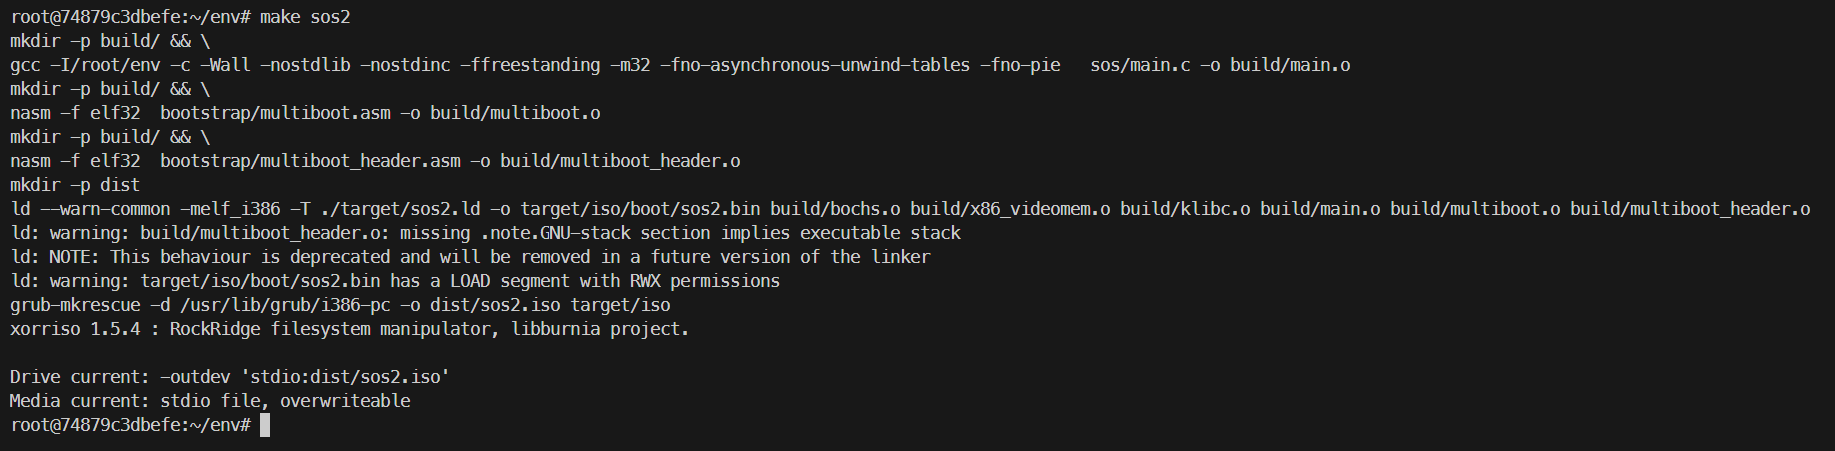 root@74879c3dbefe:~/env# make sos2
mkdir -p build/ && \
gcc -I/root/env -c -Wall -nostdlib -nostdinc -ffreestanding -m32 -fno-asynchronous-unwind-tables -fno-pie   sos/main.c -o build/main.o
mkdir -p build/ && \
nasm -f elf32  bootstrap/multiboot.asm -o build/multiboot.o
mkdir -p build/ && \
nasm -f elf32  bootstrap/multiboot_header.asm -o build/multiboot_header.o
mkdir -p dist
ld --warn-common -melf_i386 -T ./target/sos2.ld -o target/iso/boot/sos2.bin build/bochs.o build/x86_videomem.o build/klibc.o build/main.o build/multiboot.o build/multiboot_header.o
ld: warning: build/multiboot_header.o: missing .note.GNU-stack section implies executable stack
ld: NOTE: This behaviour is deprecated and will be removed in a future version of the linker
ld: warning: target/iso/boot/sos2.bin has a LOAD segment with RWX permissions
grub-mkrescue -d /usr/lib/grub/i386-pc -o dist/sos2.iso target/iso
xorriso 1.5.4 : RockRidge filesystem manipulator, libburnia project.

Drive current: -outdev 'stdio:dist/sos2.iso'
Media current: stdio file, overwriteable
root@74879c3dbefe:~/env#